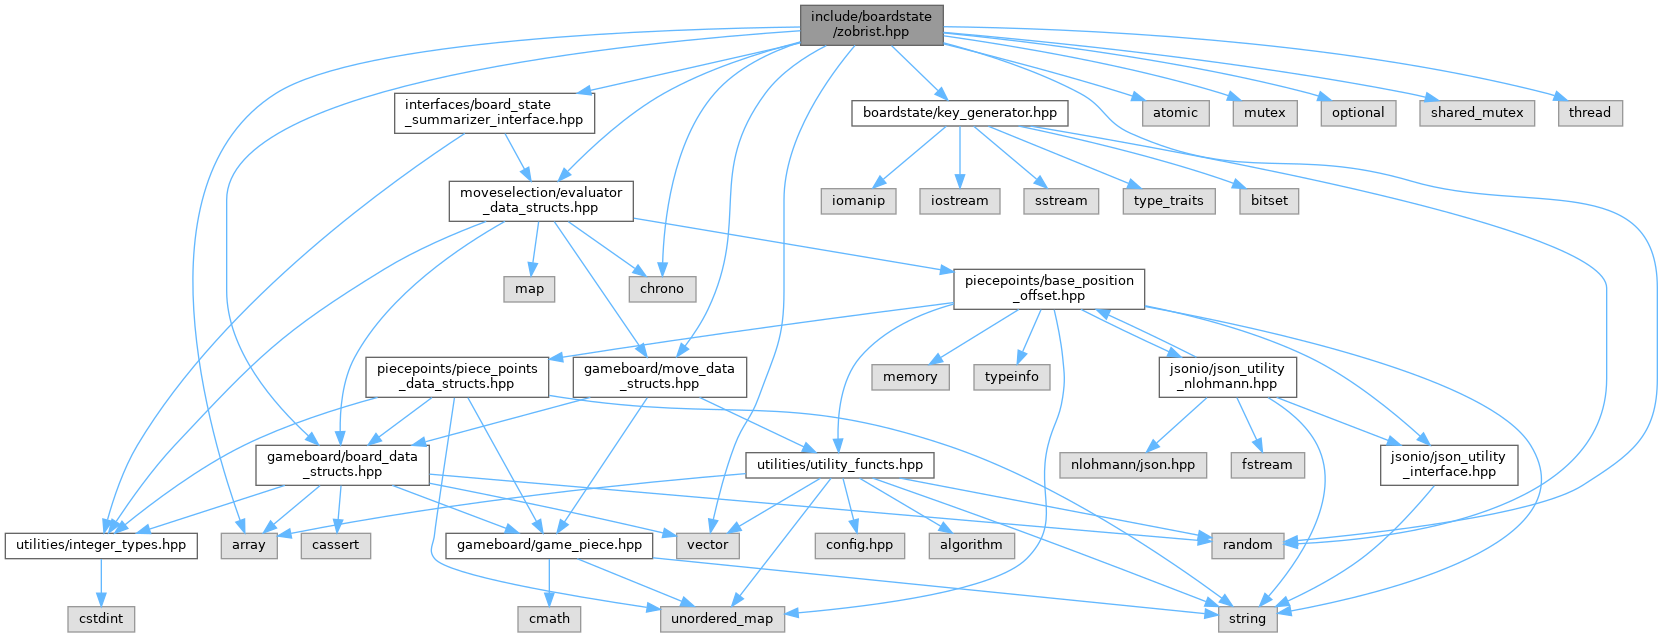 include/boardstate
/zobrist.hpp
interfaces/board_state
_summarizer_interface.hpp
boardstate/key_generator.hpp
atomic
mutex
optional
shared_mutex
thread
moveselection/evaluator
_data_structs.hpp
iomanip
iostream
sstream
type_traits
bitset
map
chrono
piecepoints/base_position
_offset.hpp
piecepoints/piece_points
_data_structs.hpp
gameboard/move_data
_structs.hpp
memory
typeinfo
jsonio/json_utility
_nlohmann.hpp
gameboard/board_data
_structs.hpp
utilities/utility_functs.hpp
nlohmann/json.hpp
fstream
jsonio/json_utility
_interface.hpp
utilities/integer_types.hpp
array
cassert
gameboard/game_piece.hpp
vector
config.hpp
algorithm
random
cstdint
cmath
unordered_map
string